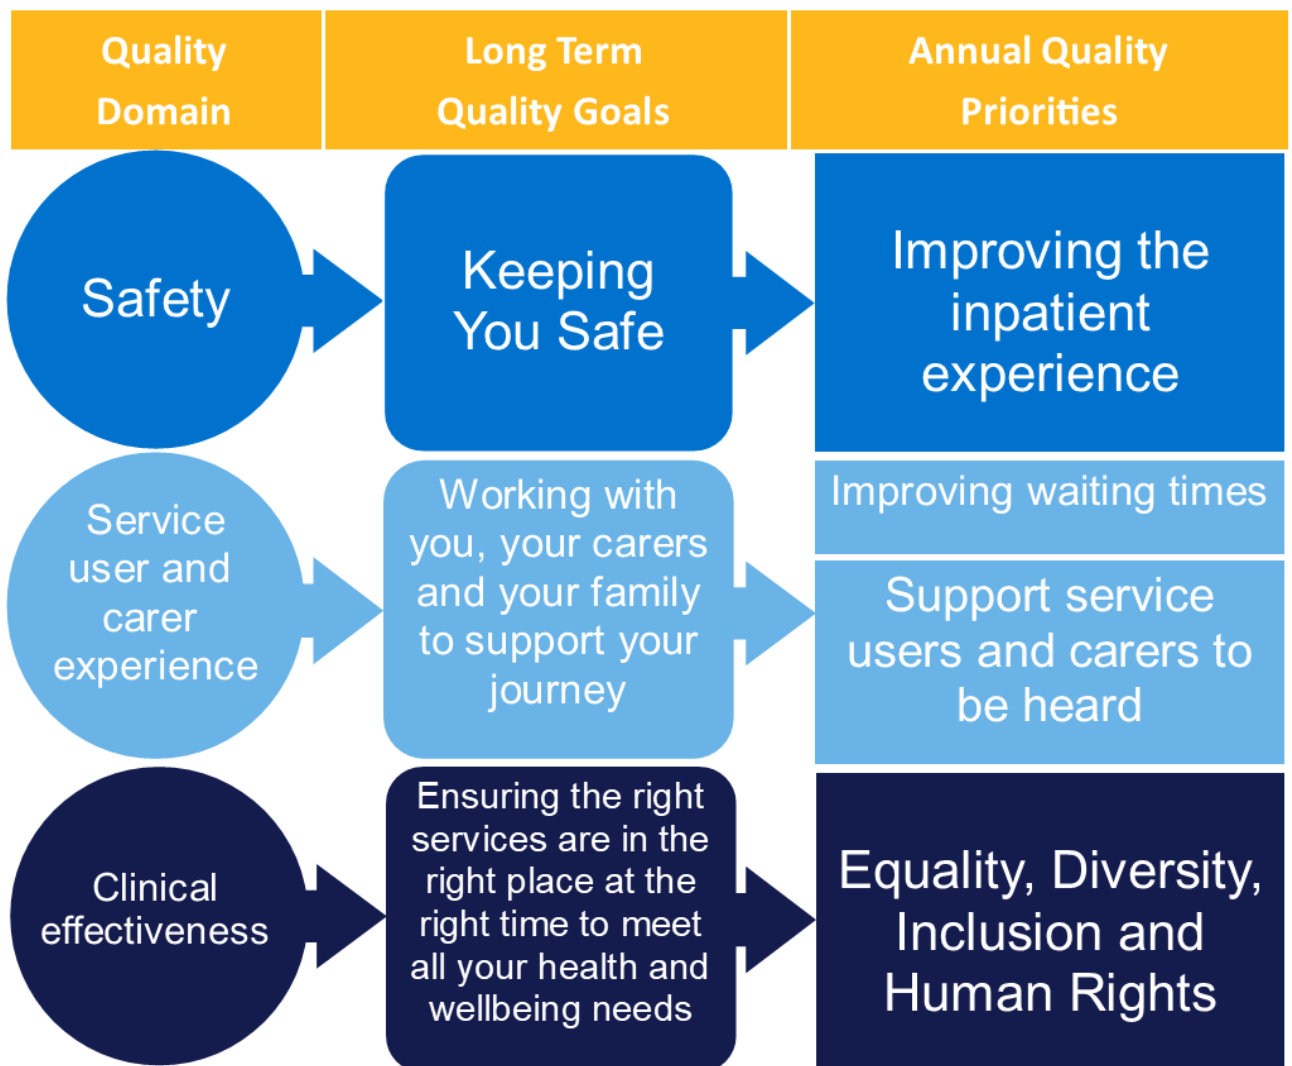 Quality
Domain
Long Term
Quality Goals
Annual Quality
Priorities
Safety
Keeping
You Safe
Improving the
inpatient
experience
Service
user and
carer
experience
Working with
you, your carers
and your family
to support your
journey
Improving waiting times
Support service
users and carers to
be heard
Clinical
effectiveness
Ensuring the right
services are in the
right place at the
right time to meet
all your health and
wellbeing needs
Equality, Diversity,
Inclusion and
Human Rights